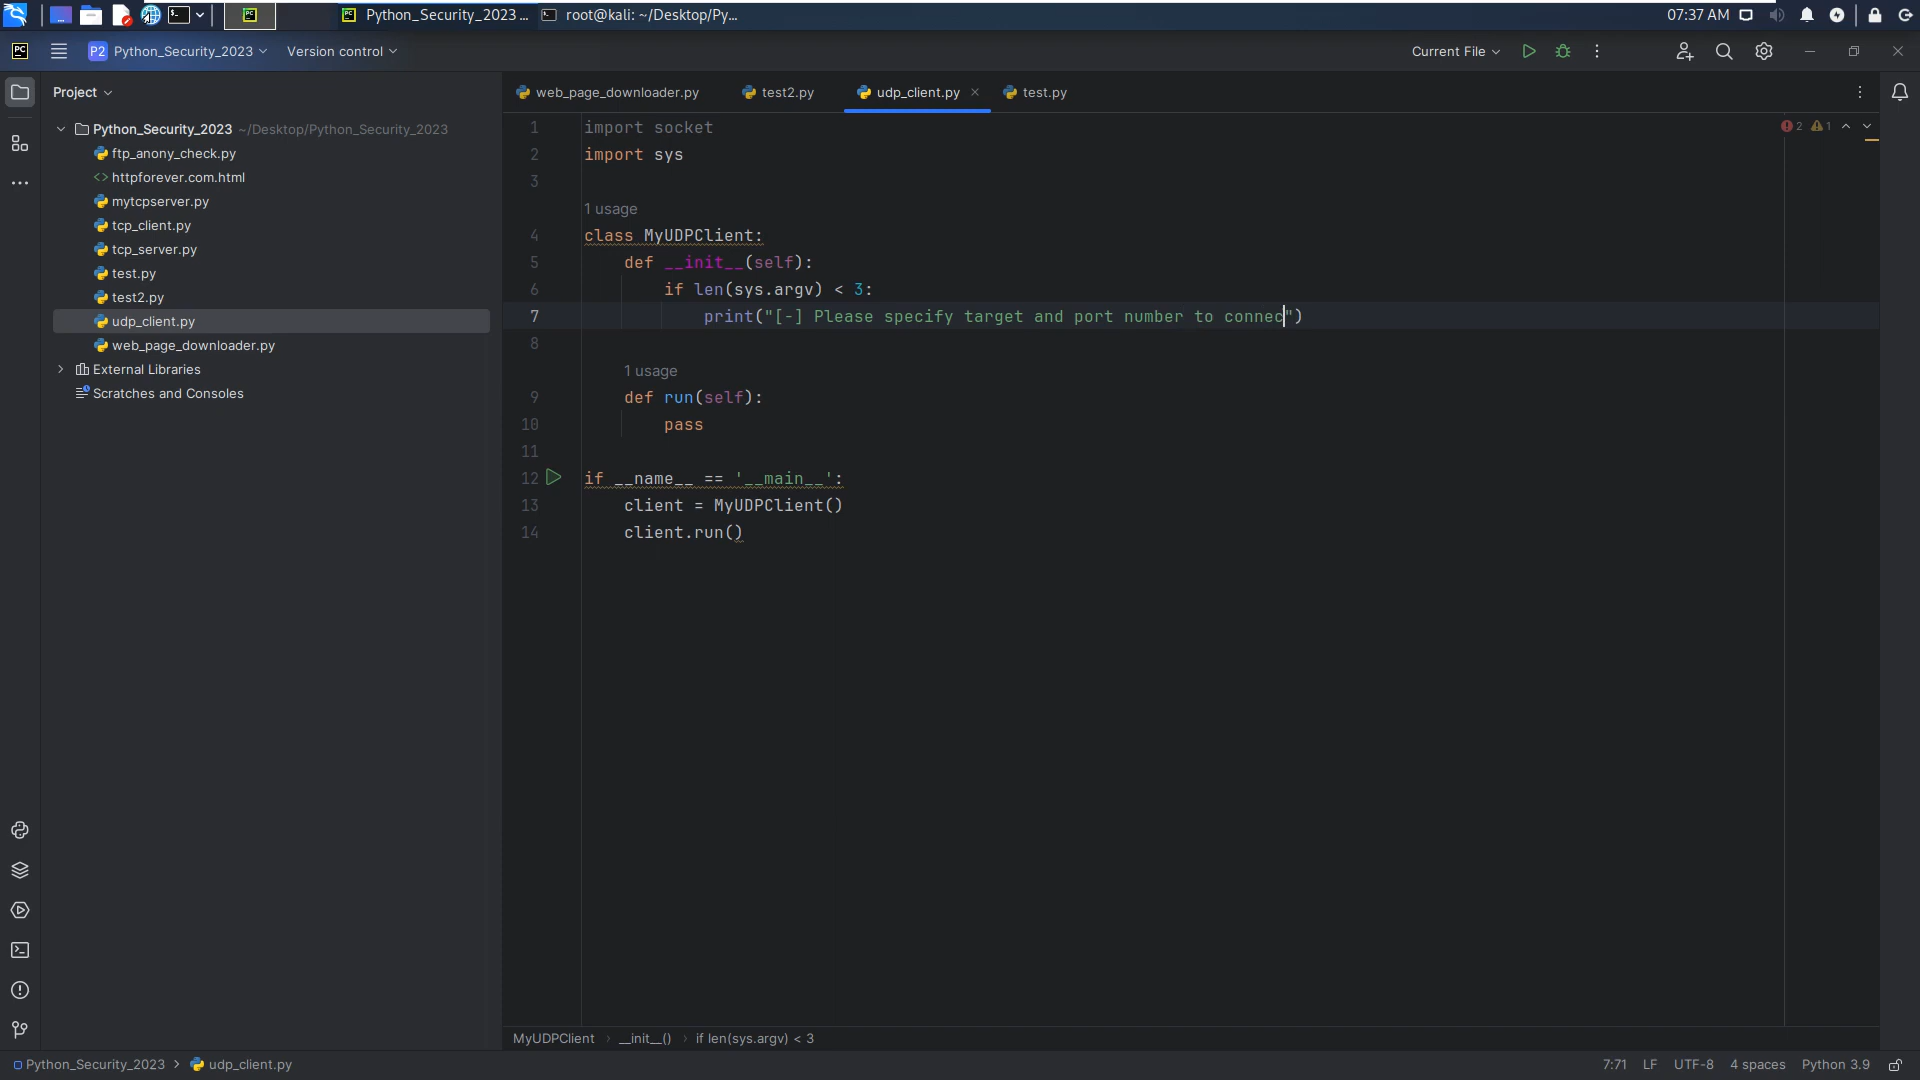 Python_Security_2023 ...
root@kali: ~/Desktop/Py...
07:37 AM
PC
P2
Python_Security_2023
Version control
Current File
Project
web_page_downloader.py
test2.py
udp_client.py
test.py
Python_Security_2023 ~/Desktop/Python_Security_2023
ftp_anony_check.py
httpforever.com.html
mytcpserver.py
tcp_client.py
tcp_server.py
test.py
test2.py
udp_client.py
web_page_downloader.py
External Libraries
Scratches and Consoles
2 1
1 import socket
2 import sys
3
1 usage
4 class MyUDPClient:
5 def __init__(self):
6 if len(sys.argv) < 3:
7 print("[-] Please specify target and port number to connec")
8
1 usage
9 def run(self):
10 pass
11
12 if __name__ == '__main__':
13 client = MyUDPClient()
14 client.run()
MyUDPClient › __init__() › if len(sys.argv) < 3
Python_Security_2023 › udp_client.py
7:71 LF UTF-8 4 spaces Python 3.9